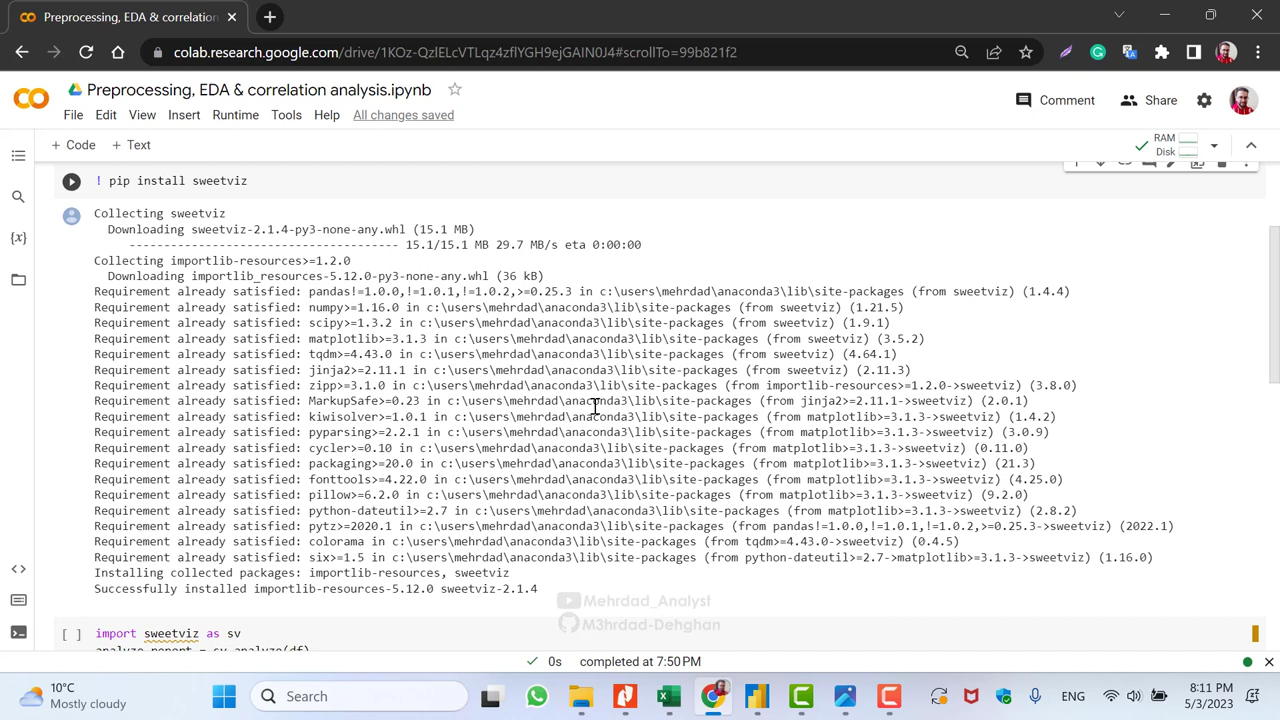 Preprocessing, EDA & correlation
colab.research.google.com/drive/1KOz-QzlELcVTLqz4zflYGH9ejGAIN0J4#scrollTo=99b821f2
Preprocessing, EDA & correlation analysis.ipynb
Comment
Share
File Edit View Insert Runtime Tools Help All changes saved
+ Code + Text
RAM
Disk
! pip install sweetviz
Collecting sweetviz
Downloading sweetviz-2.1.4-py3-none-any.whl (15.1 MB)
--------------------------------------- 15.1/15.1 MB 29.7 MB/s eta 0:00:00
Collecting importlib-resources>=1.2.0
Downloading importlib_resources-5.12.0-py3-none-any.whl (36 kB)
Requirement already satisfied: pandas!=1.0.0,!=1.0.1,!=1.0.2,>=0.25.3 in c:\users\mehrdad\anaconda3\lib\site-packages (from sweetviz) (1.4.4)
Requirement already satisfied: numpy>=1.16.0 in c:\users\mehrdad\anaconda3\lib\site-packages (from sweetviz) (1.21.5)
Requirement already satisfied: scipy>=1.3.2 in c:\users\mehrdad\anaconda3\lib\site-packages (from sweetviz) (1.9.1)
Requirement already satisfied: matplotlib>=3.1.3 in c:\users\mehrdad\anaconda3\lib\site-packages (from sweetviz) (3.5.2)
Requirement already satisfied: tqdm>=4.43.0 in c:\users\mehrdad\anaconda3\lib\site-packages (from sweetviz) (4.64.1)
Requirement already satisfied: jinja2>=2.11.1 in c:\users\mehrdad\anaconda3\lib\site-packages (from sweetviz) (2.11.3)
Requirement already satisfied: zipp>=3.1.0 in c:\users\mehrdad\anaconda3\lib\site-packages (from importlib-resources>=1.2.0->sweetviz) (3.8.0)
Requirement already satisfied: MarkupSafe>=0.23 in c:\users\mehrdad\anaconda3\lib\site-packages (from jinja2>=2.11.1->sweetviz) (2.0.1)
Requirement already satisfied: kiwisolver>=1.0.1 in c:\users\mehrdad\anaconda3\lib\site-packages (from matplotlib>=3.1.3->sweetviz) (1.4.2)
Requirement already satisfied: pyparsing>=2.2.1 in c:\users\mehrdad\anaconda3\lib\site-packages (from matplotlib>=3.1.3->sweetviz) (3.0.9)
Requirement already satisfied: cycler>=0.10 in c:\users\mehrdad\anaconda3\lib\site-packages (from matplotlib>=3.1.3->sweetviz) (0.11.0)
Requirement already satisfied: packaging>=20.0 in c:\users\mehrdad\anaconda3\lib\site-packages (from matplotlib>=3.1.3->sweetviz) (21.3)
Requirement already satisfied: fonttools>=4.22.0 in c:\users\mehrdad\anaconda3\lib\site-packages (from matplotlib>=3.1.3->sweetviz) (4.25.0)
Requirement already satisfied: pillow>=6.2.0 in c:\users\mehrdad\anaconda3\lib\site-packages (from matplotlib>=3.1.3->sweetviz) (9.2.0)
Requirement already satisfied: python-dateutil>=2.7 in c:\users\mehrdad\anaconda3\lib\site-packages (from matplotlib>=3.1.3->sweetviz) (2.8.2)
Requirement already satisfied: pytz>=2020.1 in c:\users\mehrdad\anaconda3\lib\site-packages (from pandas!=1.0.0,!=1.0.1,!=1.0.2,>=0.25.3->sweetviz) (2022.1)
Requirement already satisfied: colorama in c:\users\mehrdad\anaconda3\lib\site-packages (from tqdm>=4.43.0->sweetviz) (0.4.5)
Requirement already satisfied: six>=1.5 in c:\users\mehrdad\anaconda3\lib\site-packages (from python-dateutil>=2.7->matplotlib>=3.1.3->sweetviz) (1.16.0)
Installing collected packages: importlib-resources, sweetviz
Successfully installed importlib-resources-5.12.0 sweetviz-2.1.4
Mehrdad_Analyst
M3hrdad-Dehghan
[ ] import sweetviz as sv
analyze_report = sv.analyze(df)
0s completed at 7:50 PM
10°C
Mostly cloudy
Search
ENG
8:11 PM
5/3/2023